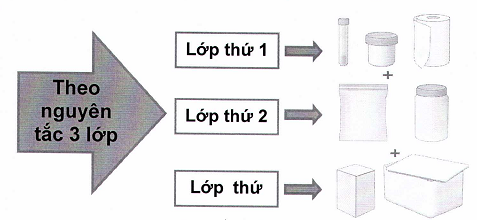 Theo
nguyên
tắc 3 lớp
Lớp thứ 1
+
Lớp thứ 2
+
Lớp thứ